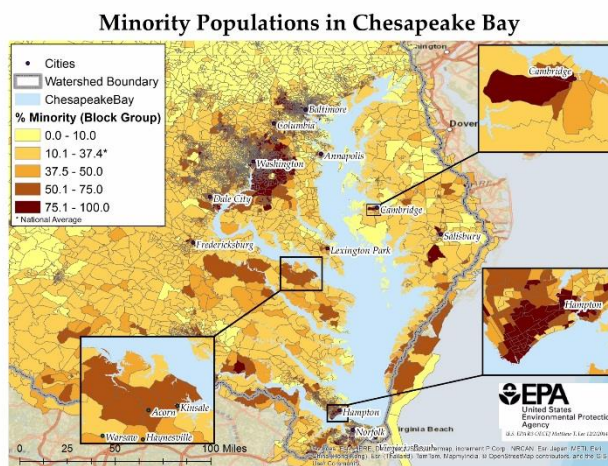 Minority Populations in Chesapeake Bay
Cities
Watershed Boundary
ChesapeakeBay
% Minority (Block Group)
0.0 - 10.0
10.1 - 37.4*
37.5 - 50.0
50.1 - 75.0
75.1 - 100.0
* National Average
Baltimore
Columbia
Annapolis
Washington
Dale City
Fredericksburg
Lexington Park
Cambridge
Salisbury
Dover
Cambridge
Hampton
Acorn
Kinsale
Warsaw
Haynesville
Hampton
Norfolk
Virginia Beach
100 Miles
EPA
United States
Environmental Protection
Agency